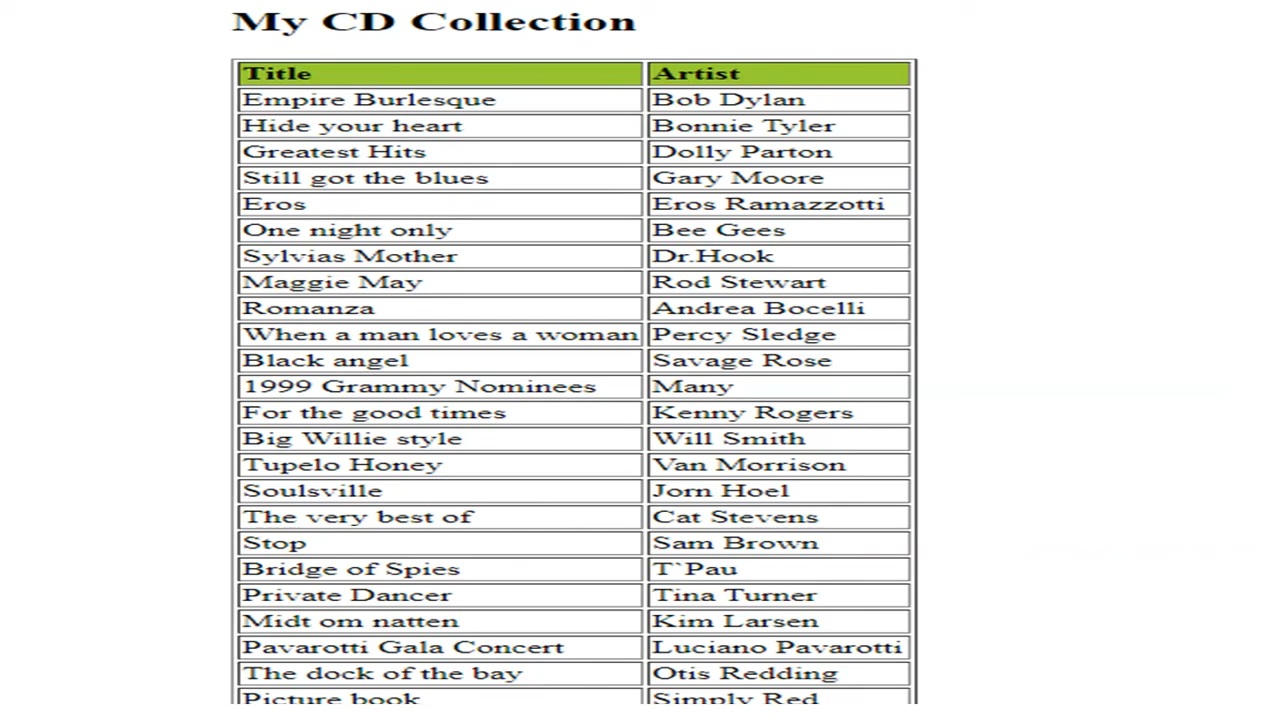 My CD Collection
Title Artist
Empire Burlesque Bob Dylan
Hide your heart Bonnie Tyler
Greatest Hits Dolly Parton
Still got the blues Gary Moore
Eros Eros Ramazzotti
One night only Bee Gees
Sylvias Mother Dr.Hook
Maggie May Rod Stewart
Romanza Andrea Bocelli
When a man loves a woman Percy Sledge
Black angel Savage Rose
1999 Grammy Nominees Many
For the good times Kenny Rogers
Big Willie style Will Smith
Tupelo Honey Van Morrison
Soulsville Jorn Hoel
The very best of Cat Stevens
Stop Sam Brown
Bridge of Spies T`Pau
Private Dancer Tina Turner
Midt om natten Kim Larsen
Pavarotti Gala Concert Luciano Pavarotti
The dock of the bay Otis Redding
Picture book Simply Red